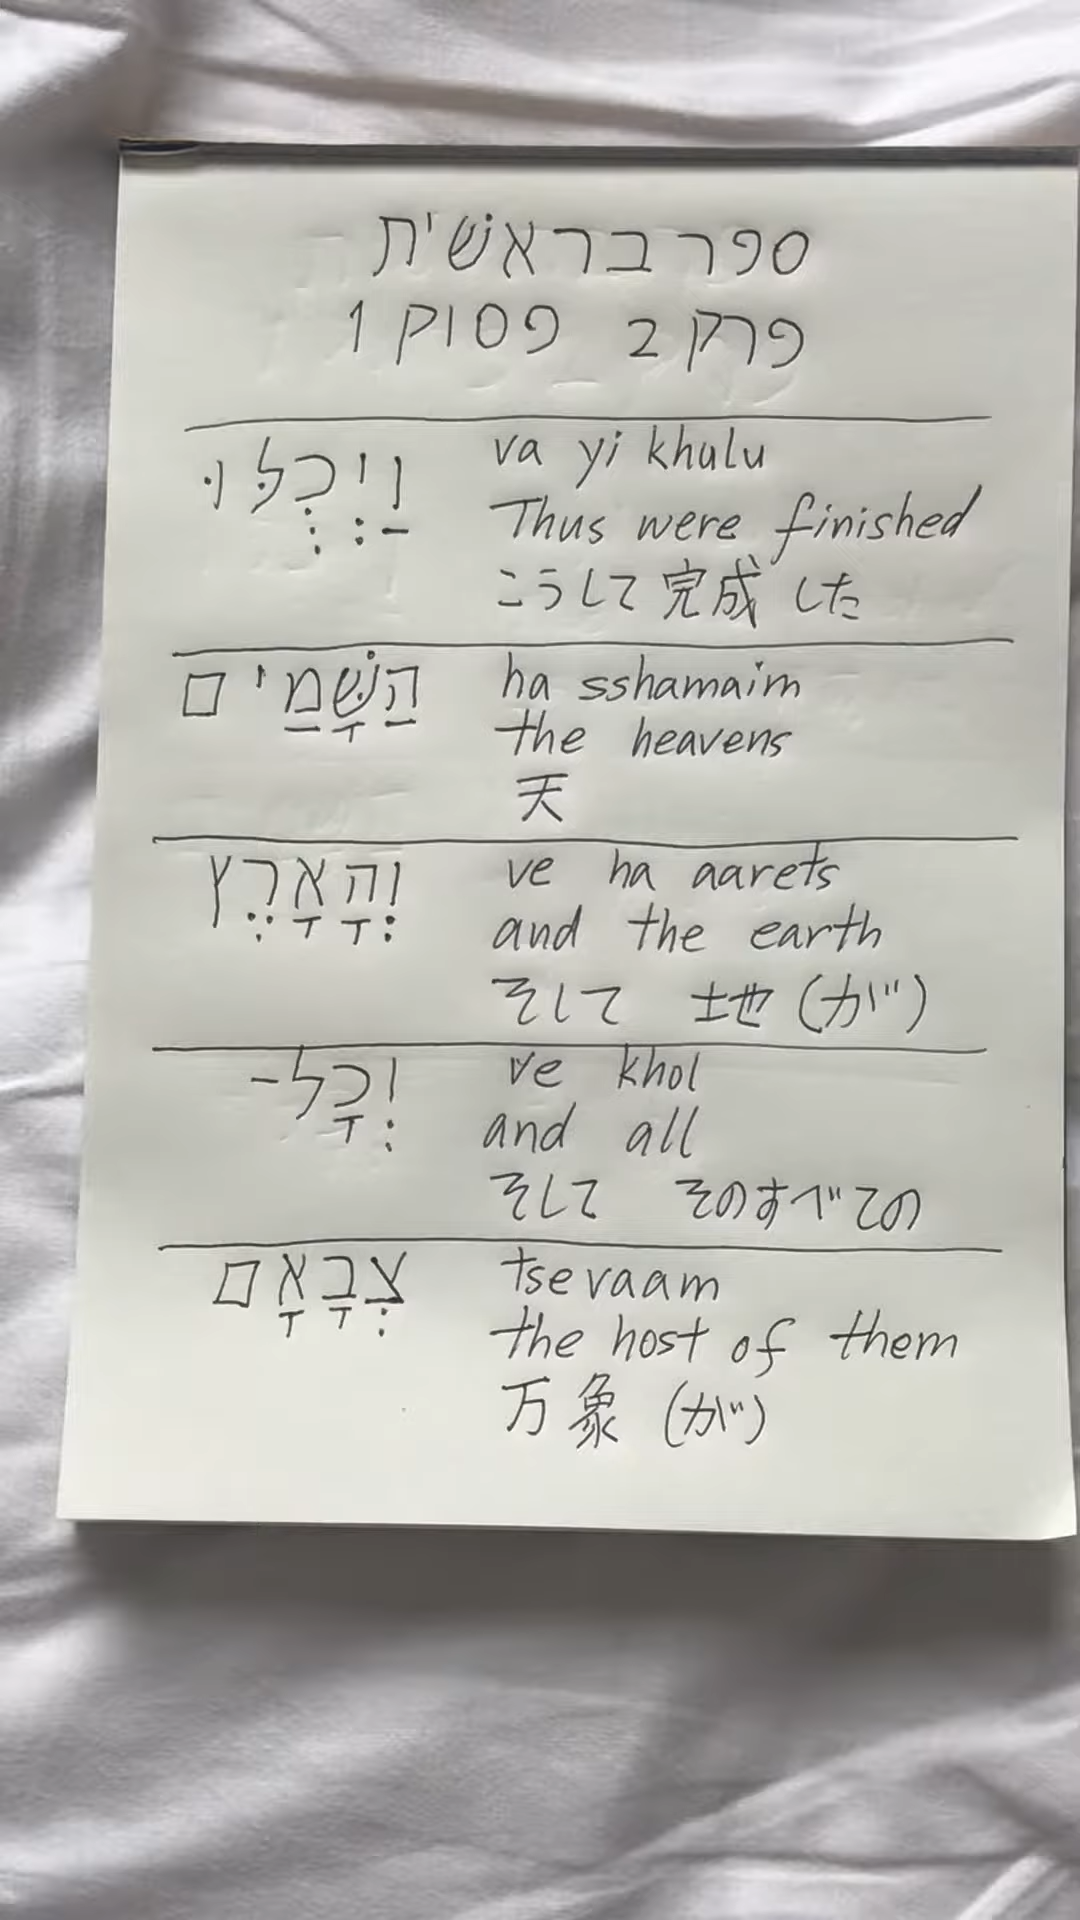 ספר בראשׁית
פרק 2 פסוק 1
וַיְכֻלּוּ
va yi khulu
Thus were finished
こうして完成した
הַשָּׁמַיִם
ha sshamaim
the heavens
天
וְהָאָרֶץ
ve ha aarets
and the earth
そして 地(が)
וְכָל-
ve khol
and all
そして そのすべての
צְבָאָם
tsevaam
the host of them
万象(が)